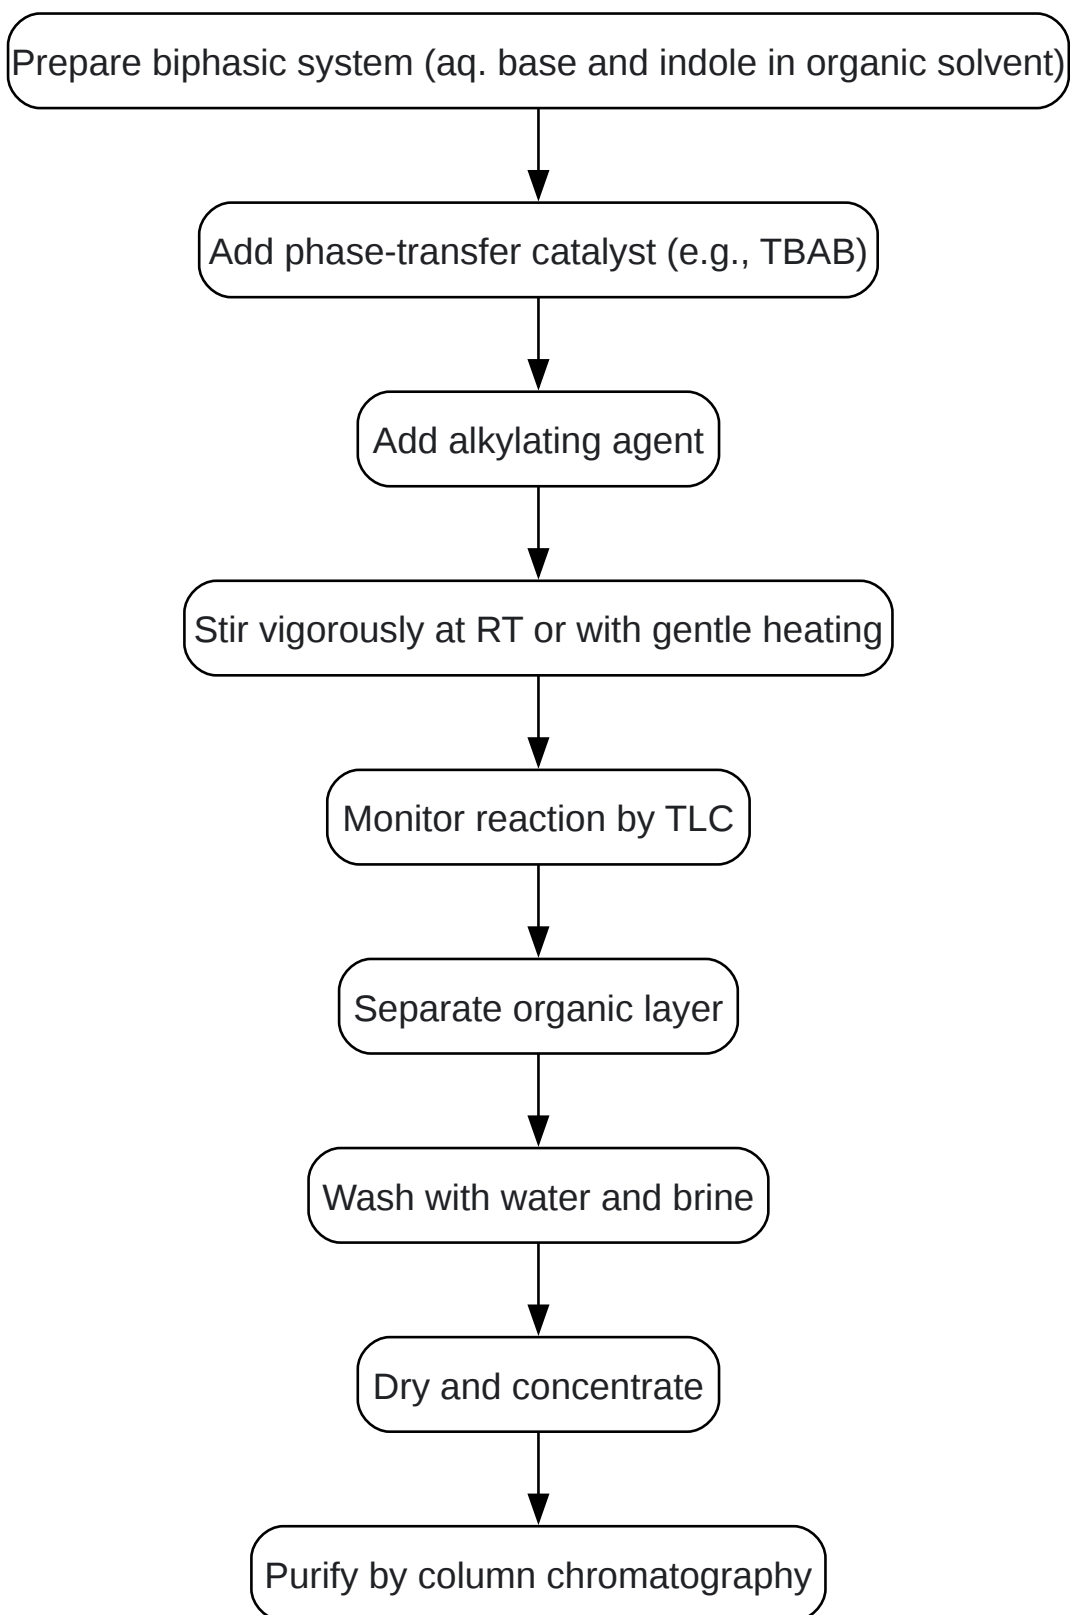 Prepare biphasic system (aq. base and indole in organic solvent)
Add phase-transfer catalyst (e.g., TBAB)
Add alkylating agent
Stir vigorously at RT or with gentle heating
Monitor reaction by TLC
Separate organic layer
Wash with water and brine
Dry and concentrate
Purify by column chromatography